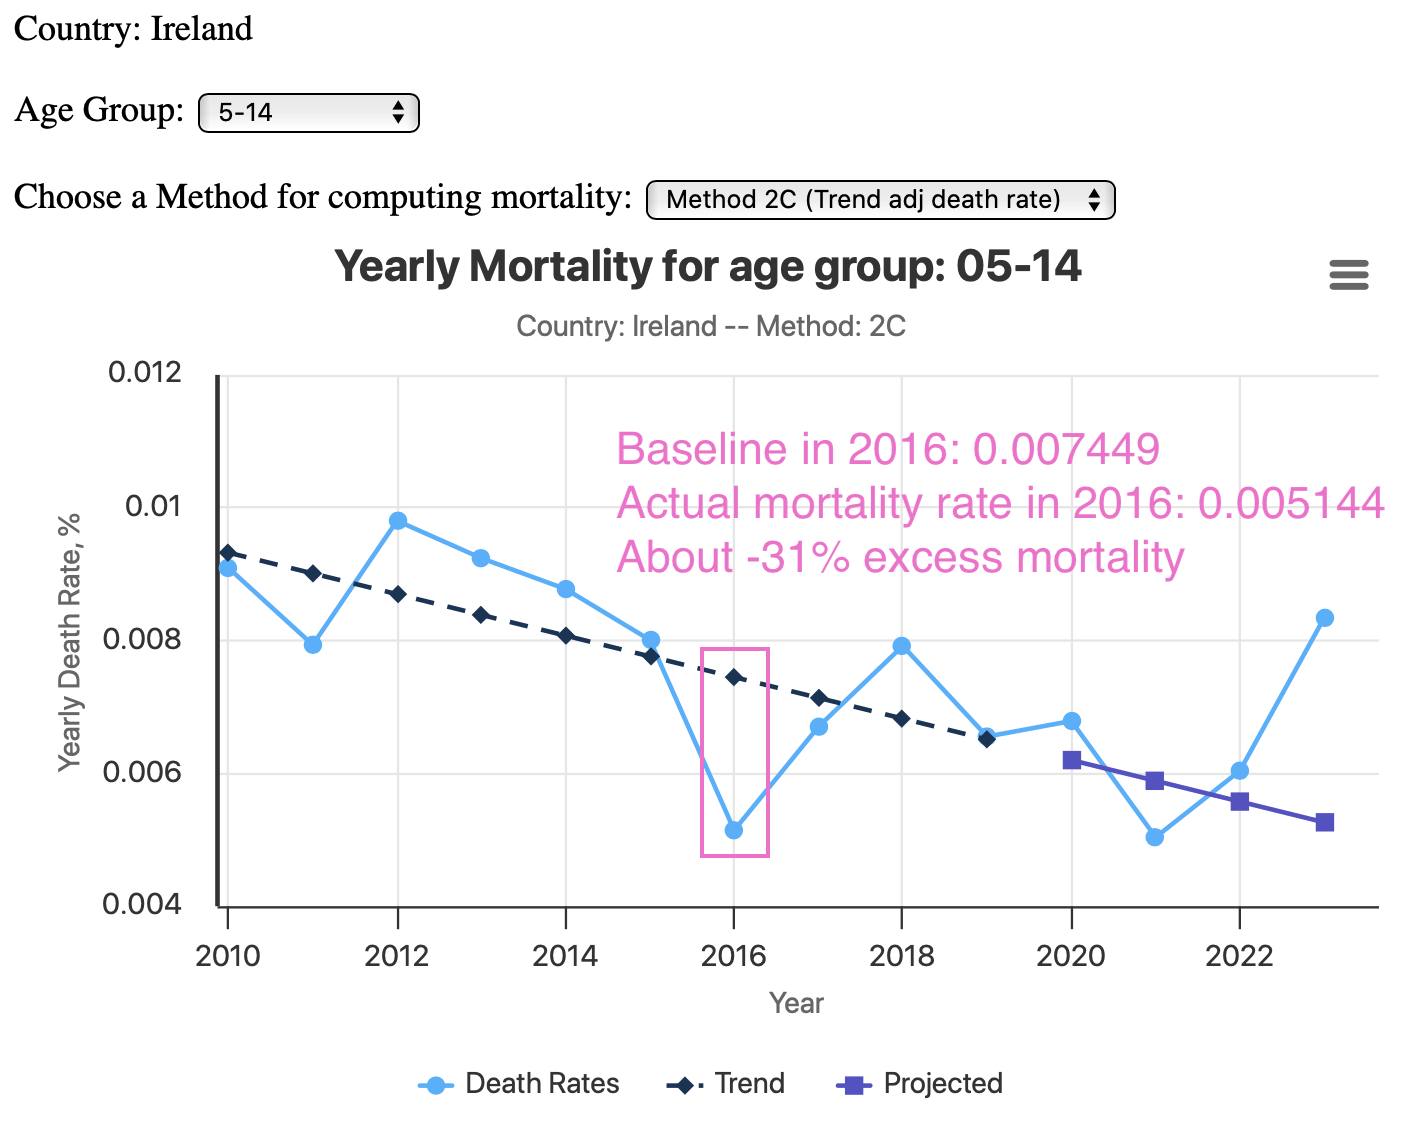 Country: Ireland
Age Group: 5-14
Choose a Method for computing mortality: Method 2C (Trend adj death rate)
Yearly Mortality for age group: 05-14
Country: Ireland -- Method: 2C
0.012
0.01
0.008
0.006
0.004
Yearly Death Rate, %
Baseline in 2016: 0.007449
Actual mortality rate in 2016: 0.005144
About -31% excess mortality
2010 2012 2014 2016 2018 2020 2022
Year
Death Rates Trend Projected